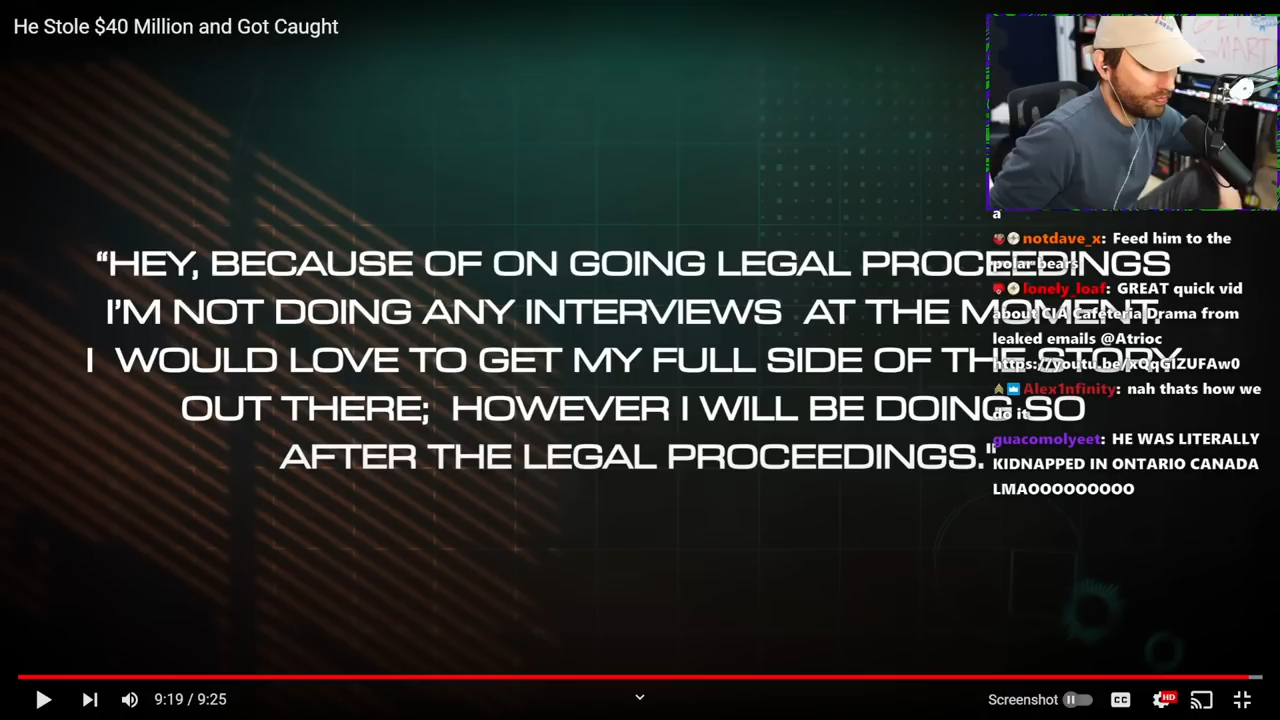 He Stole $40 Million and Got Caught
GET
SMART
“HEY, BECAUSE OF ON GOING LEGAL PROCEEDINGS
I’M NOT DOING ANY INTERVIEWS AT THE MOMENT.
I WOULD LOVE TO GET MY FULL SIDE OF THE STORY
OUT THERE; HOWEVER I WILL BE DOING SO
AFTER THE LEGAL PROCEEDINGS."
a
notdave_x: Feed him to the
polar bears
lonely_loaf: GREAT quick vid
about CIA Cafeteria Drama from
leaked emails @Atrioc
Alex1nfinity: nah thats how we
do it
guacomolyeet: HE WAS LITERALLY
KIDNAPPED IN ONTARIO CANADA
LMAOOOOOOOOO
9:19 / 9:25
Screenshot
CC
HD